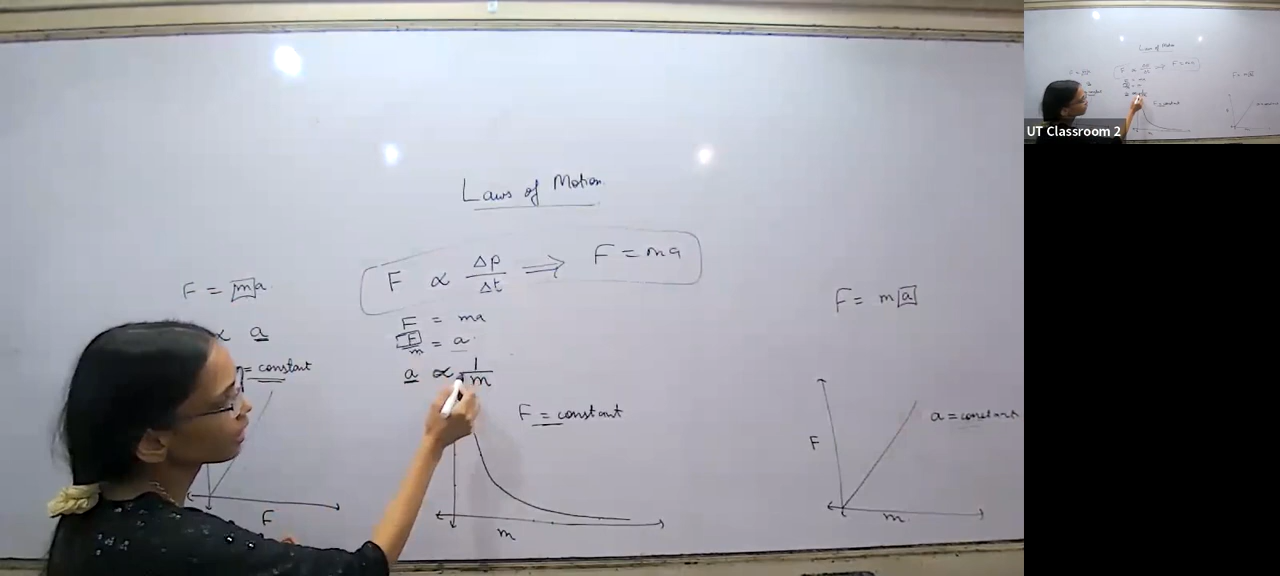 Laws of Motion
F ∝ Δp/Δt ⟹ F = ma
F = ma
∝ a
= constant
F
F = ma
F/m = a
a ∝ 1/m
F = constant
m
F = ma
F
a = constant
m
UT Classroom 2